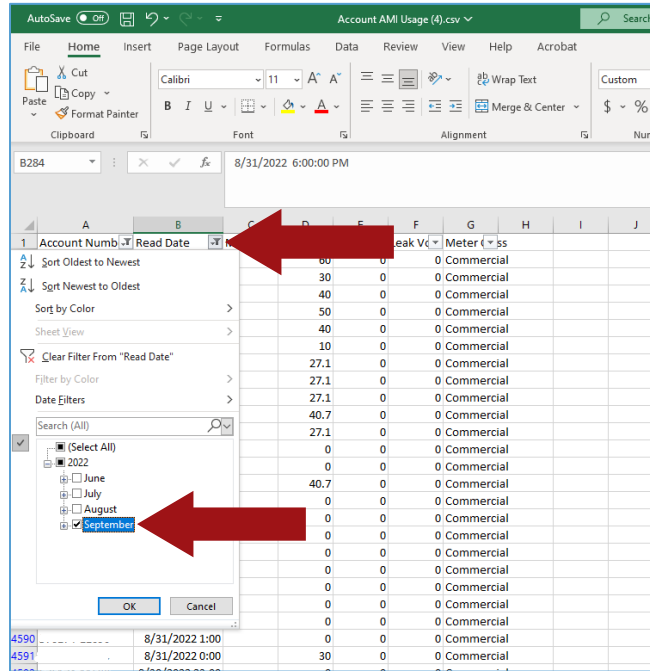 AutoSave Off Account AMI Usage (4).csv Search
File Home Insert Page Layout Formulas Data Review View Help Acrobat
Paste Cut Calibri 11 A^ A˅ Wrap Text Custom
Copy
Format Painter B I U A Merge & Center $ %
Clipboard Font Alignment
B284 fx 8/31/2022 6:00:00 PM
A B D F G H I J
1 Account Numb Read Date Leak Vo Meter ss
Sort Oldest to Newest
60 0 0 Commercial
30 0 0 Commercial
Sort Newest to Oldest
40 0 0 Commercial
Sort by Color
50 0 0 Commercial
Sheet View
40 0 0 Commercial
10 0 0 Commercial
Clear Filter From "Read Date"
27.1 0 0 Commercial
Filter by Color
27.1 0 0 Commercial
Date Filters
27.1 0 0 Commercial
40.7 0 0 Commercial
Search (All)
27.1 0 0 Commercial
(Select All)
0 0 0 Commercial
2022
0 0 0 Commercial
June
40.7 0 0 Commercial
July
0 0 0 Commercial
August
0 0 Commercial
September
0 0 Commercial
0 0 Commercial
0 0 0 Commercial
0 0 0 Commercial
0 0 0 Commercial
OK Cancel
0 0 0 Commercial
0 0 0 Commercial
4590 8/31/2022 1:00 0 0 0 Commercial
4591 8/31/2022 0:00 30 0 0 Commercial